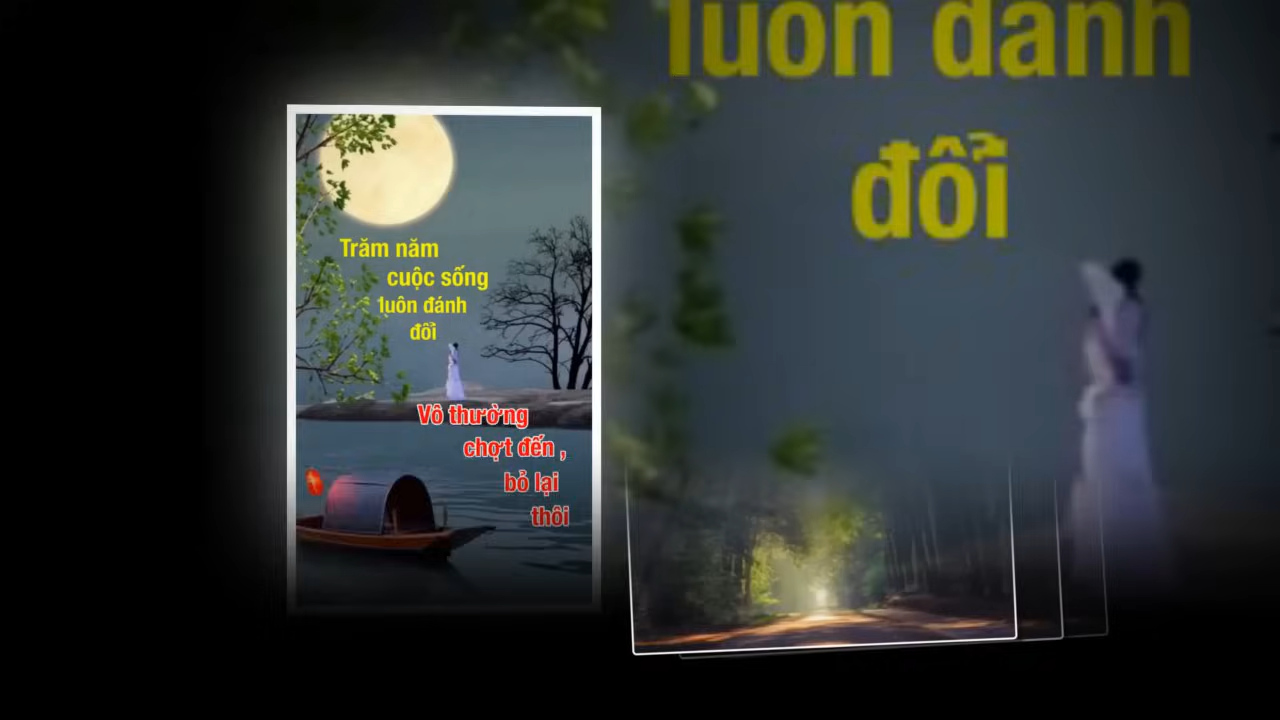 Trăm năm
cuộc sống
luôn đánh
đổi
Vô thường
chợt đến ,
bỏ lại
thôi
luôn đánh
đổi